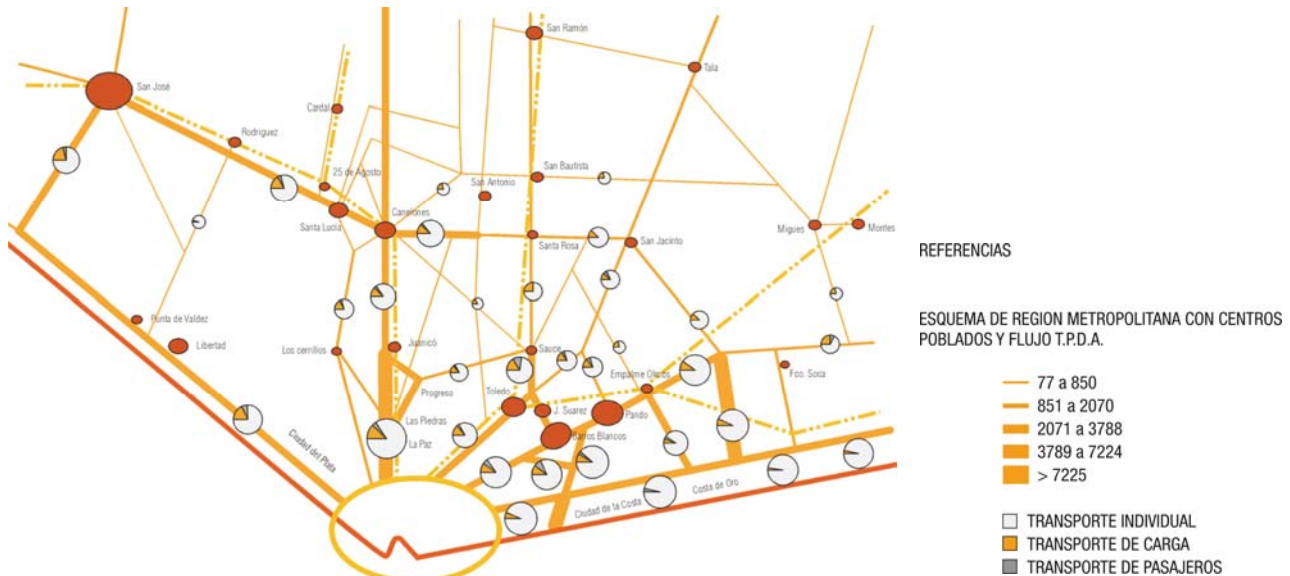 San Ramón
Tala
San José
Cardal
Rodríguez
25 de Agosto
San Bautista
San Antonio
Santa Lucía
Canelones
Santa Rosa
San Jacinto
Migues
Montes
Punta de Valdez
Libertad
Los cerrillos
Juanicó
Sauce
Progreso
Toledo
Empalme Olmos
Fco. Soca
J. Suarez
Pando
Las Piedras
La Paz
Barros Blancos
Ciudad del Plata
Ciudad de la Costa
Costa de Oro
REFERENCIAS
ESQUEMA DE REGION METROPOLITANA CON CENTROS
POBLADOS Y FLUJO T.P.D.A.
77 a 850
851 a 2070
2071 a 3788
3789 a 7224
> 7225
TRANSPORTE INDIVIDUAL
TRANSPORTE DE CARGA
TRANSPORTE DE PASAJEROS